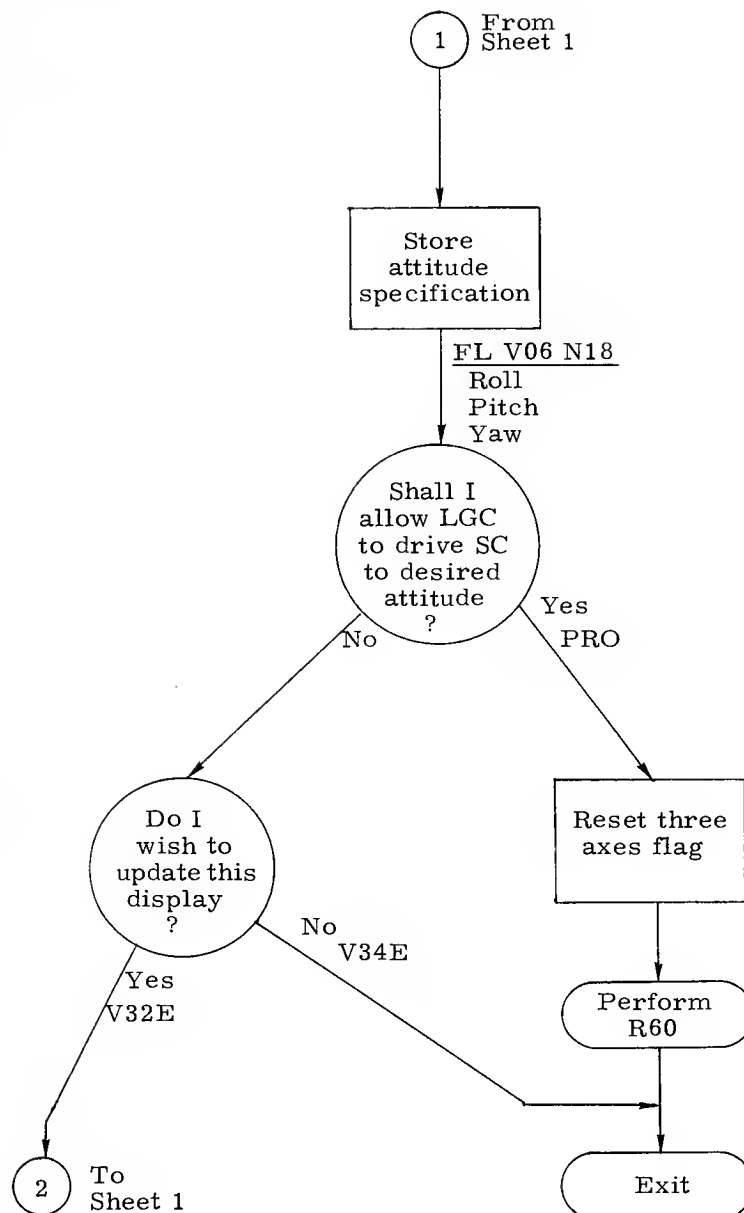 1
From
Sheet 1
Store
attitude
specification
FL V06 N18
Roll
Pitch
Yaw
Shall I
allow LGC
to drive SC
to desired
attitude
?
No
Yes
PRO
Do I
wish to
update this
display
?
Reset three
axes flag
No
V34E
Yes
V32E
Perform
R60
2
To
Sheet 1
Exit